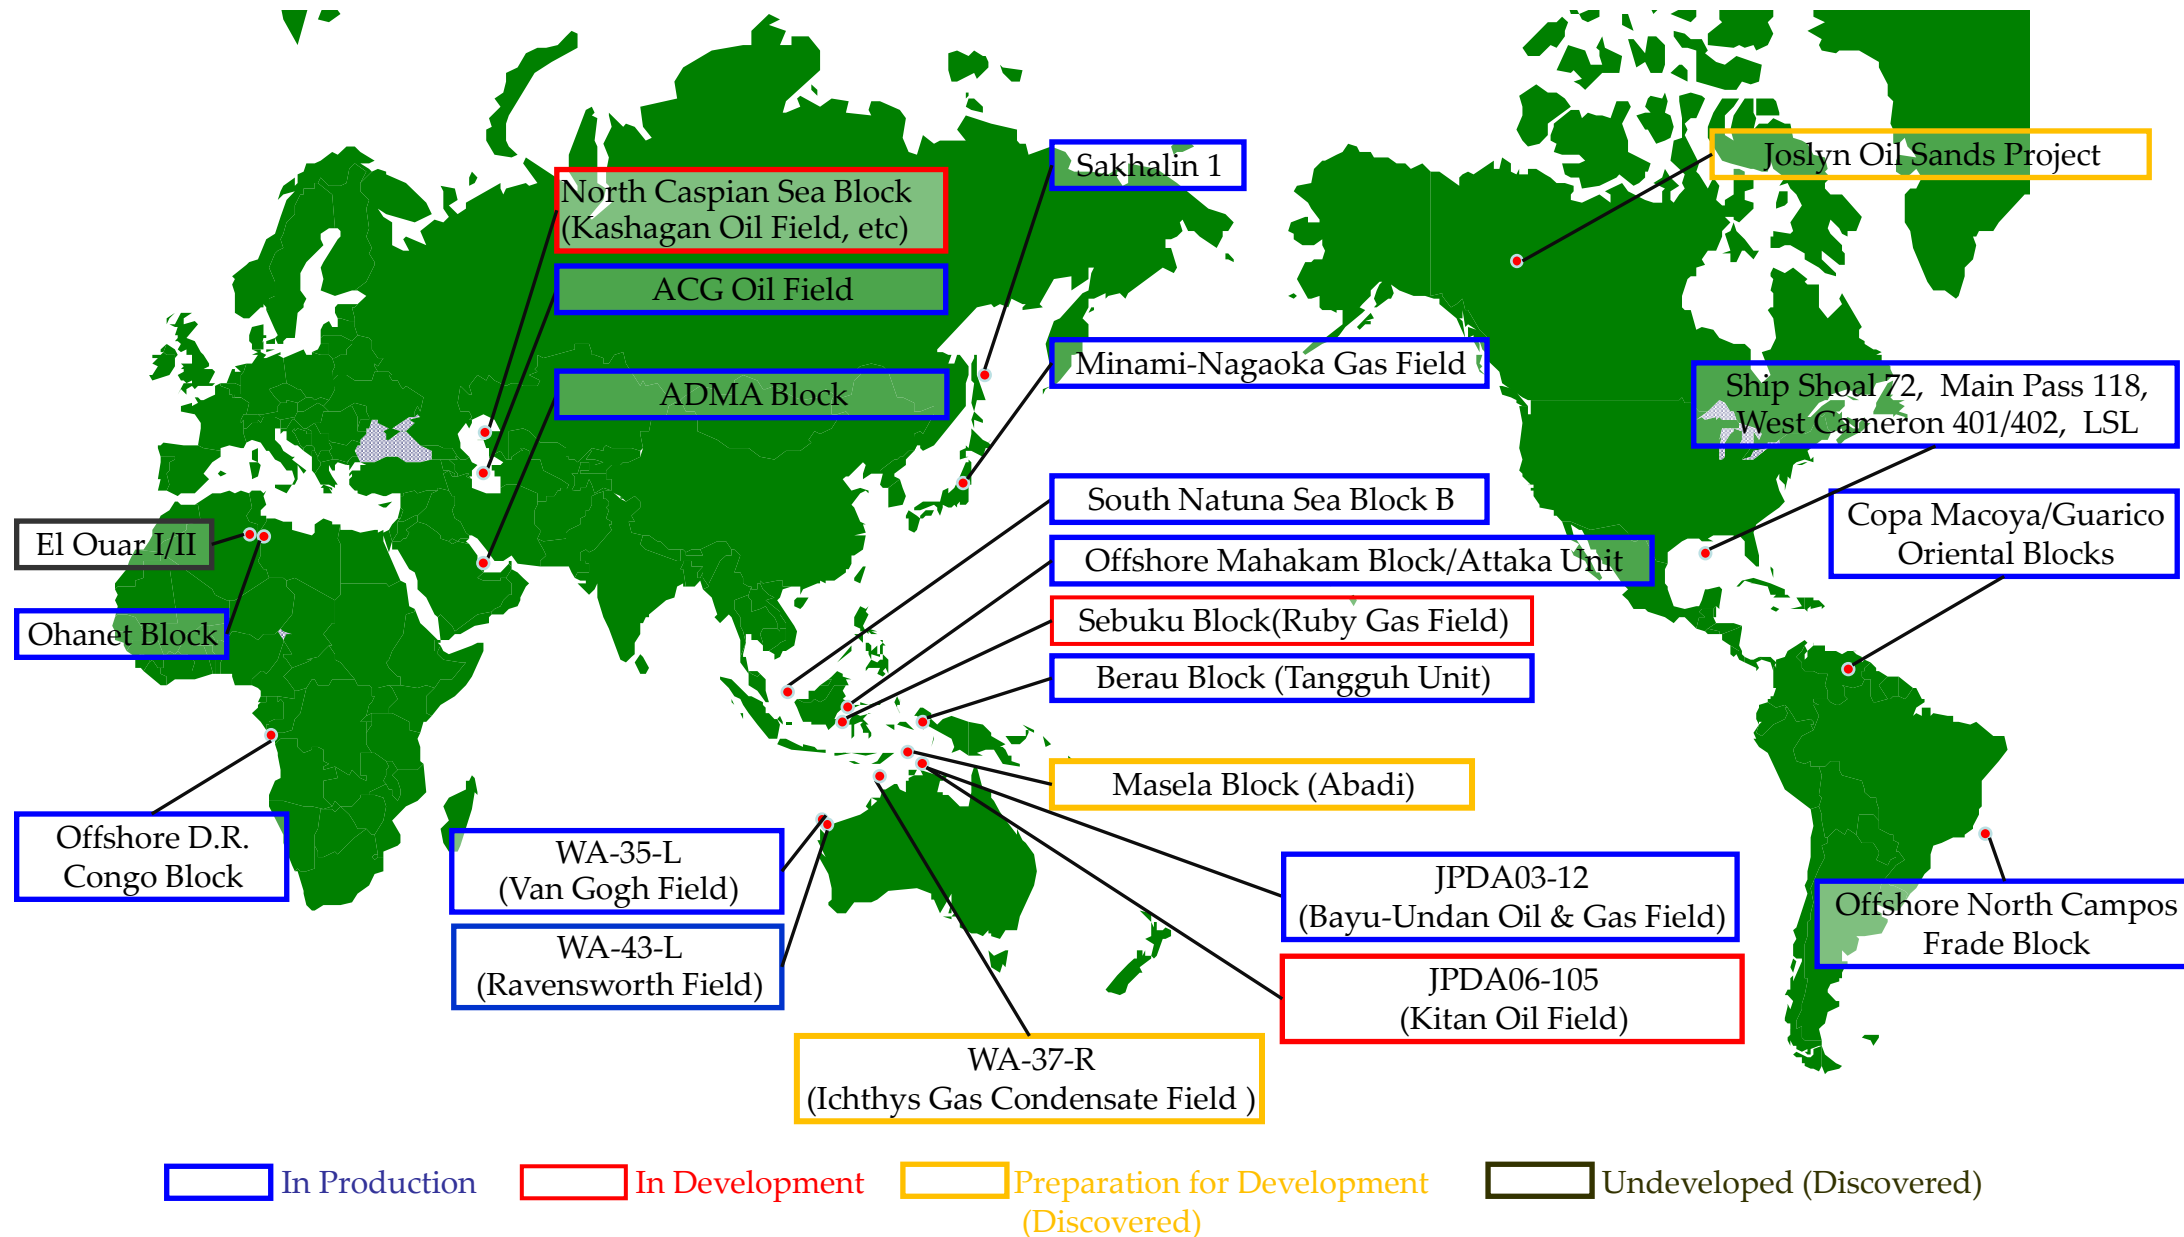 Sakhalin 1
Joslyn Oil Sands Project
North Caspian Sea Block
(Kashagan Oil Field, etc)
ACG Oil Field
Minami-Nagaoka Gas Field
ADMA Block
Ship Shoal 72, Main Pass 118,
West Cameron 401/402, LSL
South Natuna Sea Block B
Copa Macoya/Guarico
Oriental Blocks
El Ouar I/II
Offshore Mahakam Block/Attaka Unit
Sebuku Block(Ruby Gas Field)
Ohanet Block
Berau Block (Tangguh Unit)
Masela Block (Abadi)
Offshore D.R.
Congo Block
WA-35-L
(Van Gogh Field)
JPDA03-12
(Bayu-Undan Oil & Gas Field)
Offshore North Campos
Frade Block
WA-43-L
(Ravensworth Field)
JPDA06-105
(Kitan Oil Field)
WA-37-R
(Ichthys Gas Condensate Field )
In Production
In Development
Preparation for Development
(Discovered)
Undeveloped (Discovered)